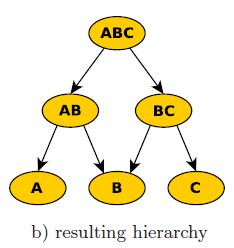 ABC
AB BC
A B C
b) resulting hierarchy